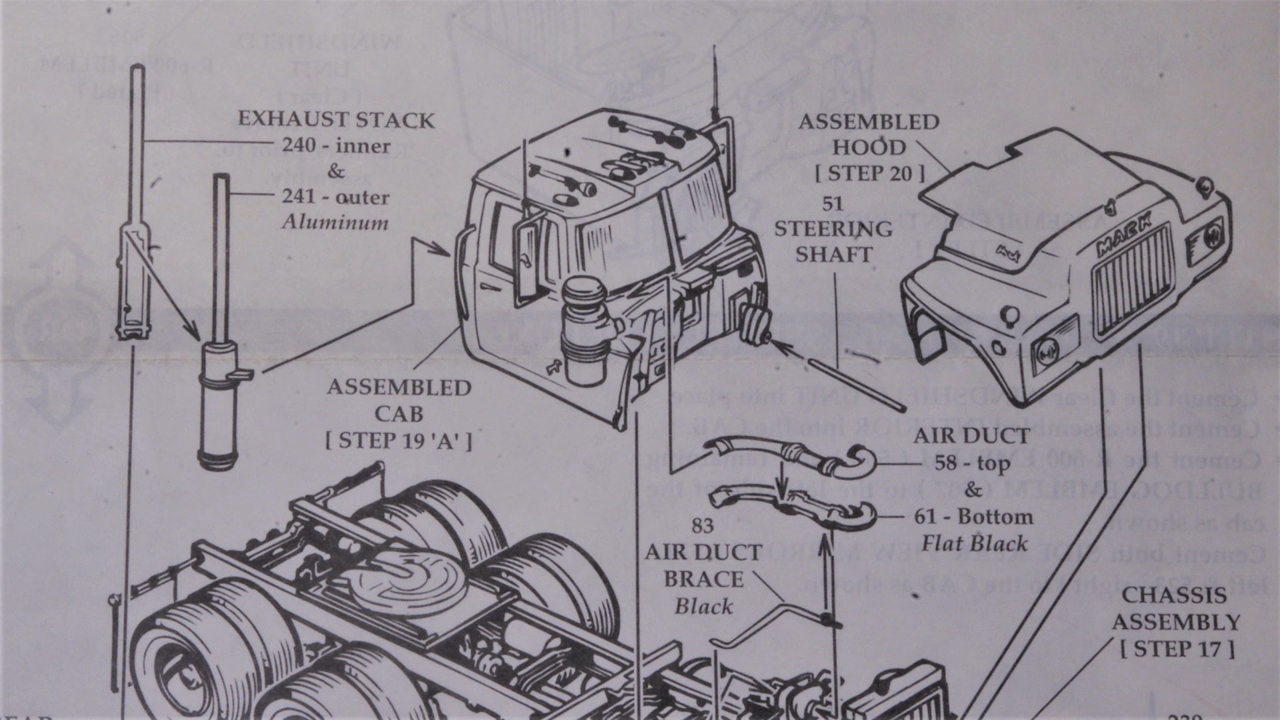 EXHAUST STACK
240 - inner
&
241 - outer
Aluminum
ASSEMBLED
HOOD
[ STEP 20 ]
51
STEERING
SHAFT
MACK
ASSEMBLED
CAB
[ STEP 19 'A' ]
AIR DUCT
58 - top
&
61 - Bottom
Flat Black
83
AIR DUCT
BRACE
Black
CHASSIS
ASSEMBLY
[ STEP 17 ]